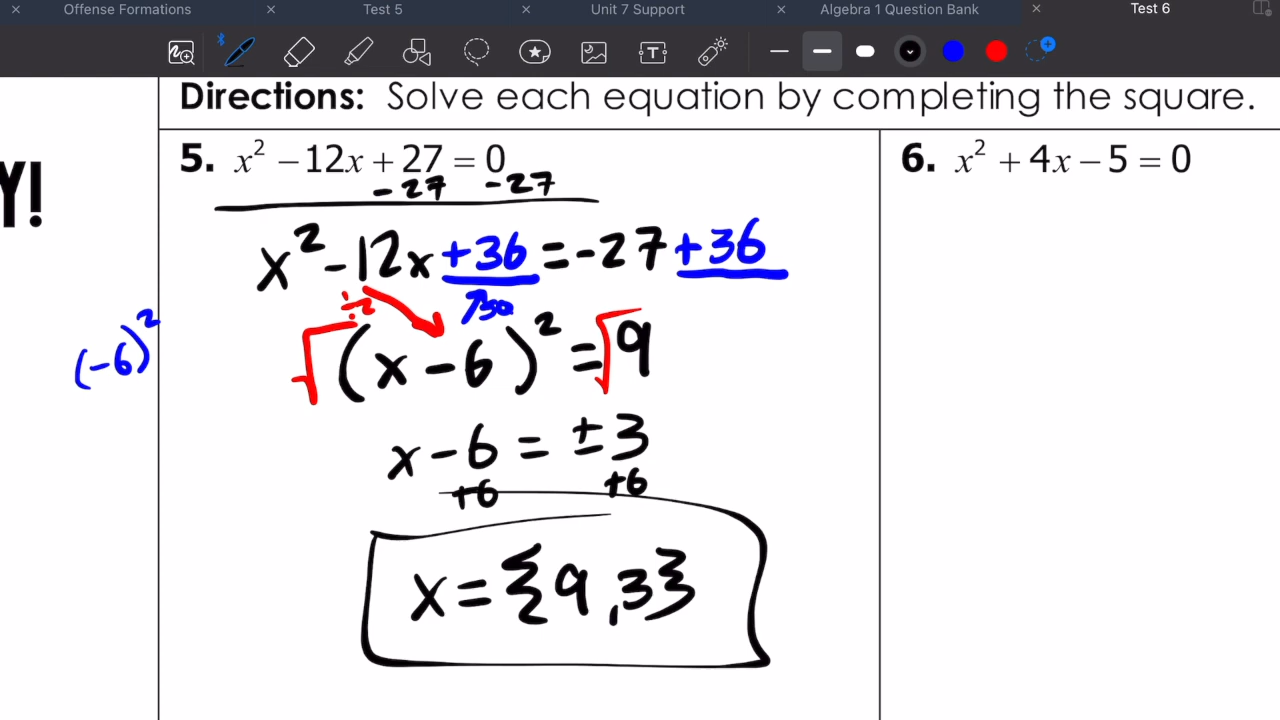 Offense Formations Test 5 Unit 7 Support Algebra 1 Question Bank Test 6
Directions: Solve each equation by completing the square.
Y!
5. x² − 12x + 27 = 0
-27 -27
x² - 12x +36 = -27 +36
÷2
(-6)²
√(x - 6)² = √9
x - 6 = ± 3
+6 +6
x = {9, 3}
6. x² + 4x − 5 = 0